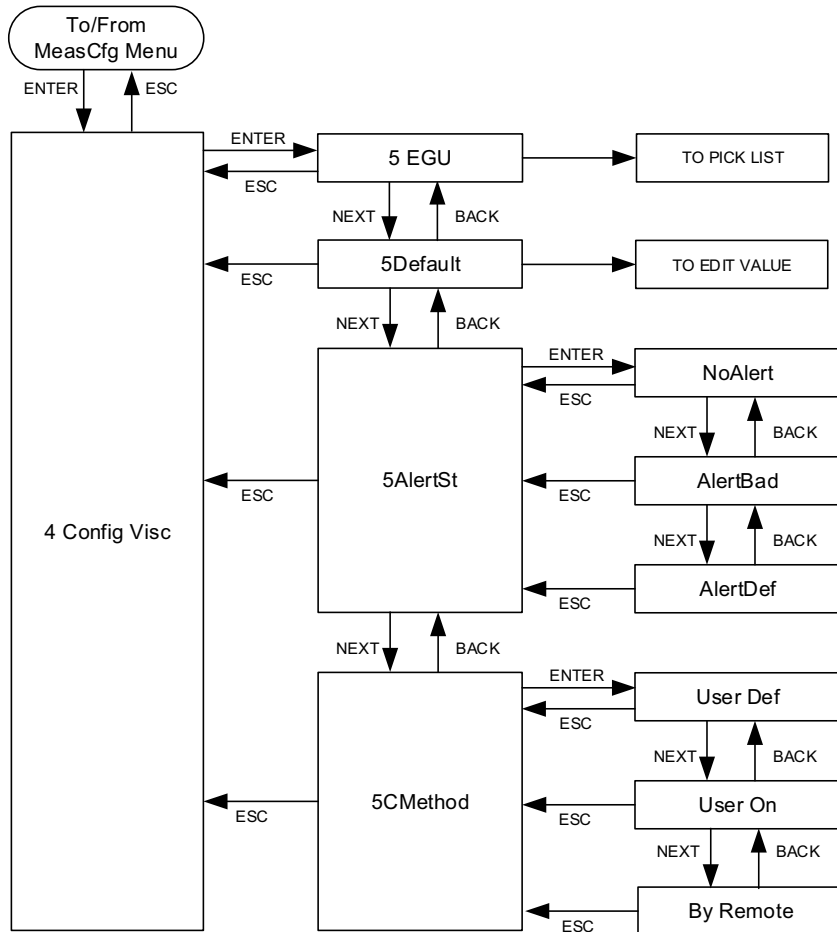 To/From
MeasCfg Menu
ENTER
ESC
4 Config Visc
ENTER
ESC
5 EGU
TO PICK LIST
NEXT
BACK
ESC
5Default
TO EDIT VALUE
NEXT
BACK
ESC
5AlertSt
ENTER
ESC
NoAlert
NEXT
BACK
ESC
AlertBad
NEXT
BACK
ESC
AlertDef
NEXT
BACK
ESC
5CMethod
ENTER
ESC
User Def
NEXT
BACK
ESC
User On
NEXT
BACK
ESC
By Remote